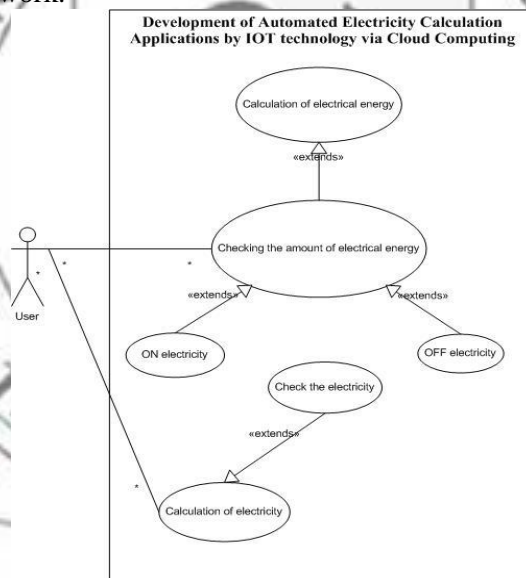 work.
Development of Automated Electricity Calculation
Applications by IOT technology via Cloud Computing
Calculation of electrical energy
«extends»
Checking the amount of electrical energy
*
*
*
User
«extends»
«extends»
ON electricity
OFF electricity
Check the electricity
«extends»
*
Calculation of electricity